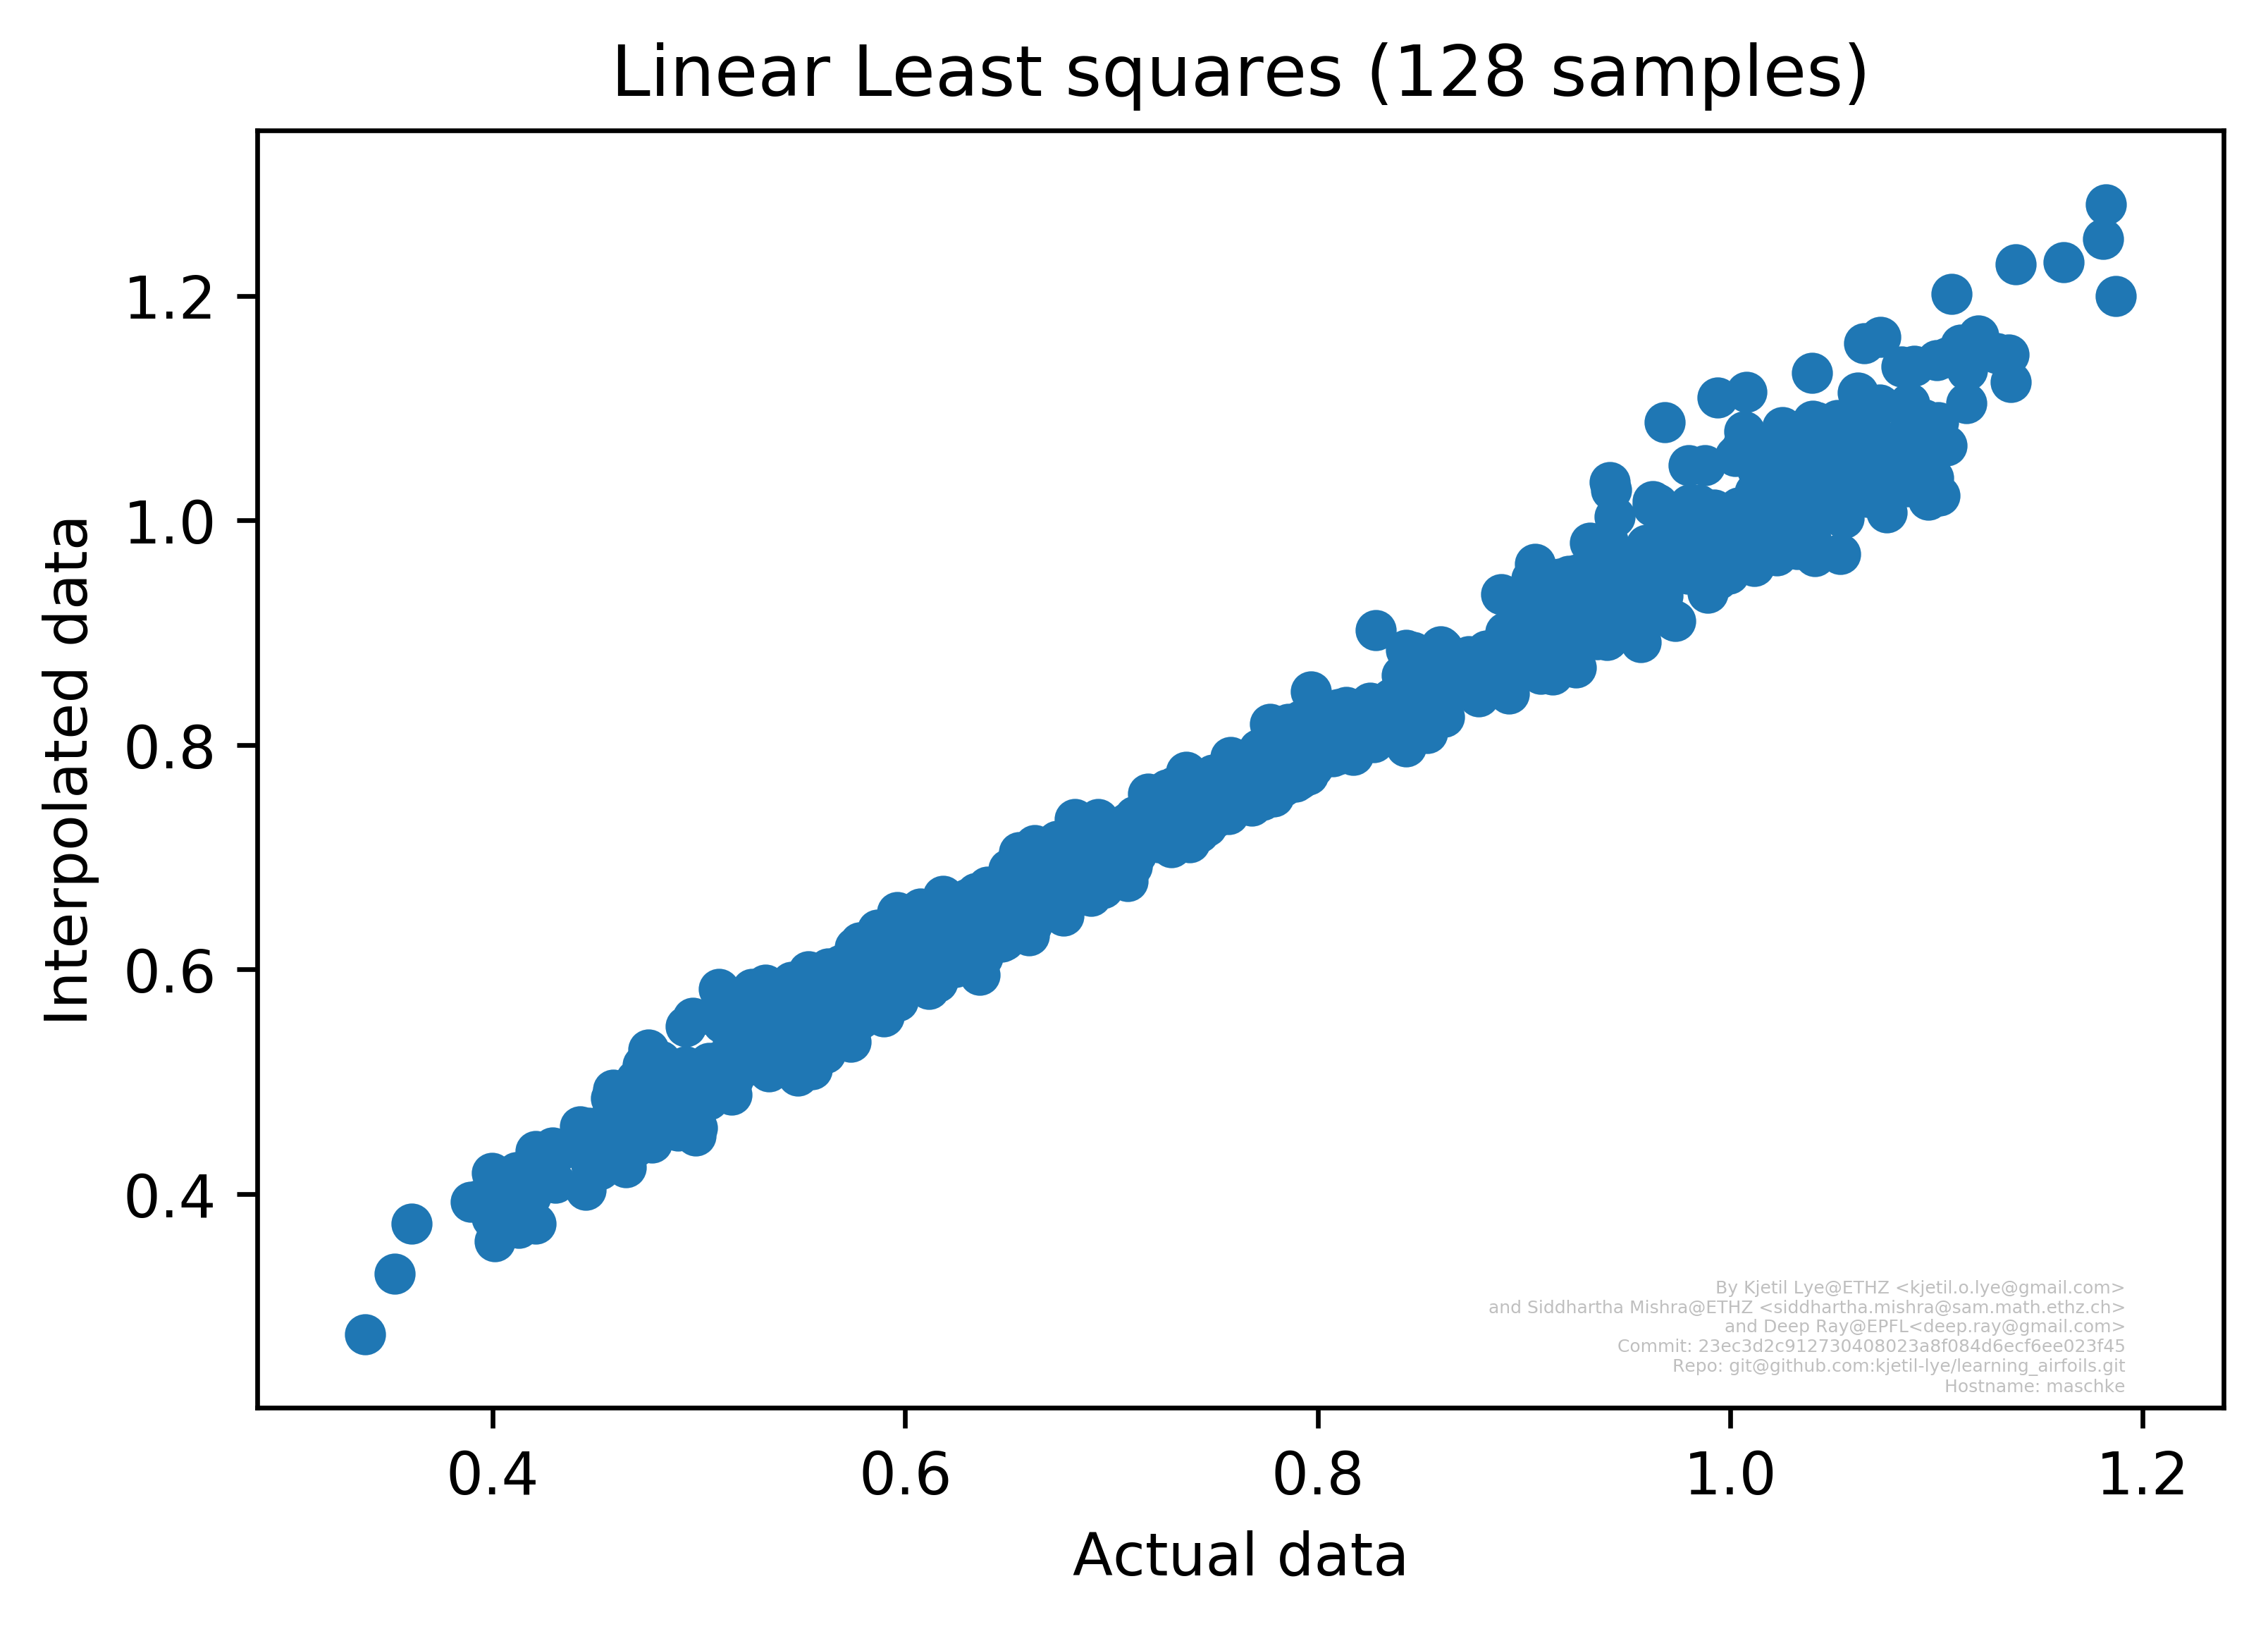 Linear Least squares (128 samples)
Interpolated data
1.2
1.0
0.8
0.6
0.4
0.4 0.6 0.8 1.0 1.2
Actual data
By Kjetil Lye@ETHZ <kjetil.o.lye@gmail.com>
and Siddhartha Mishra@ETHZ <siddhartha.mishra@sam.math.ethz.ch>
and Deep Ray@EPFL<deep.ray@gmail.com>
Commit: 23ec3d2c912730408023a8f084d6ecf6ee023f45
Repo: git@github.com:kjetil-lye/learning_airfoils.git
Hostname: maschke